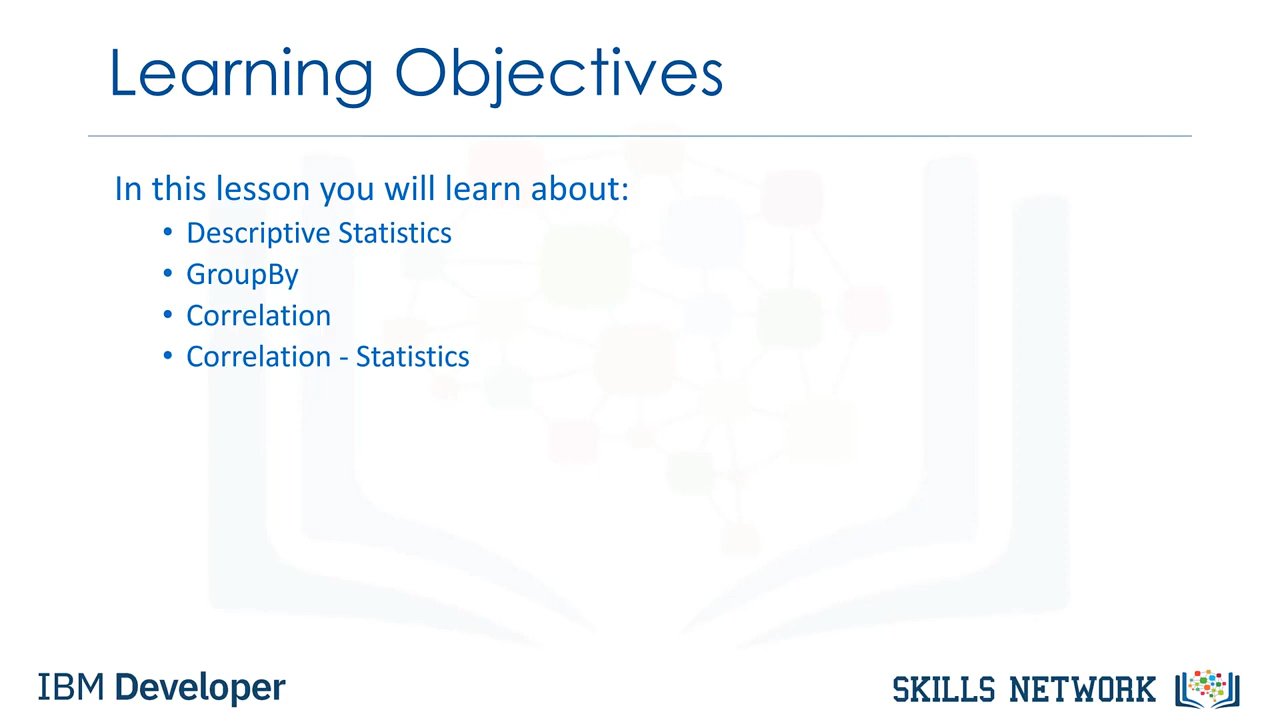 Learning Objectives
In this lesson you will learn about:
• Descriptive Statistics
• GroupBy
• Correlation
• Correlation - Statistics
IBM Developer
SKILLS NETWORK